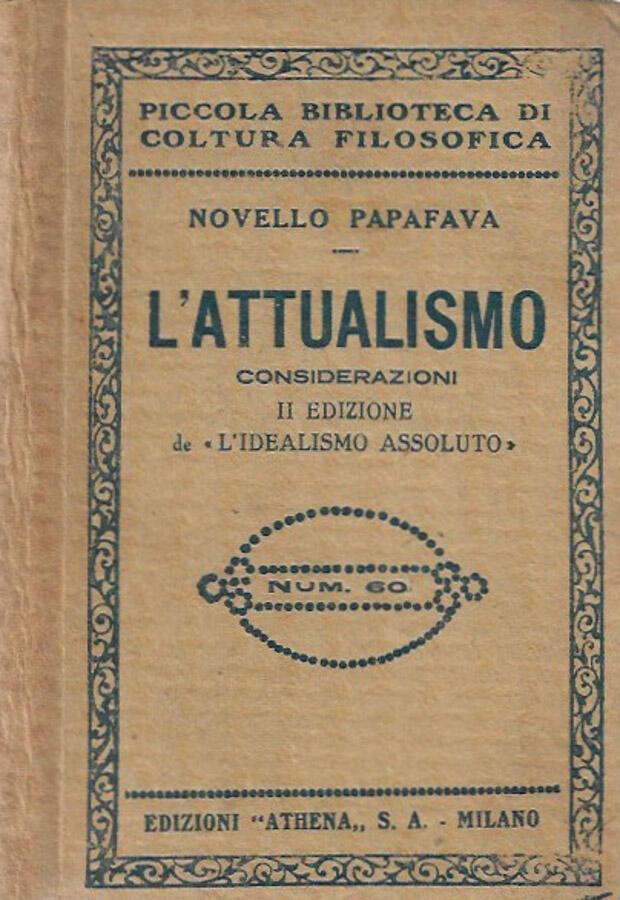 PICCOLA BIBLIOTECA DI
COLTURA FILOSOFICA
NOVELLO PAPAFAVA
L'ATTUALISMO
CONSIDERAZIONI
II EDIZIONE
de « L'IDEALISMO ASSOLUTO »
NUM. 60
EDIZIONI "ATHENA,, S. A. - MILANO